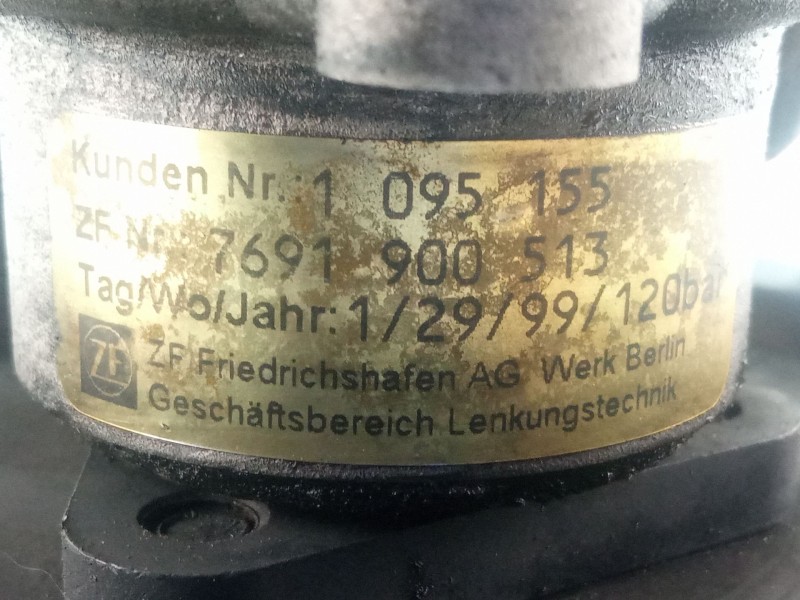 Kunden Nr.: 1 095 155
ZF Nr. 7691 900 513
Tag/Wo/Jahr: 1/29/99/120bar
ZF ZF Friedrichshafen AG Werk Berlin
Geschäftsbereich Lenkungstechnik